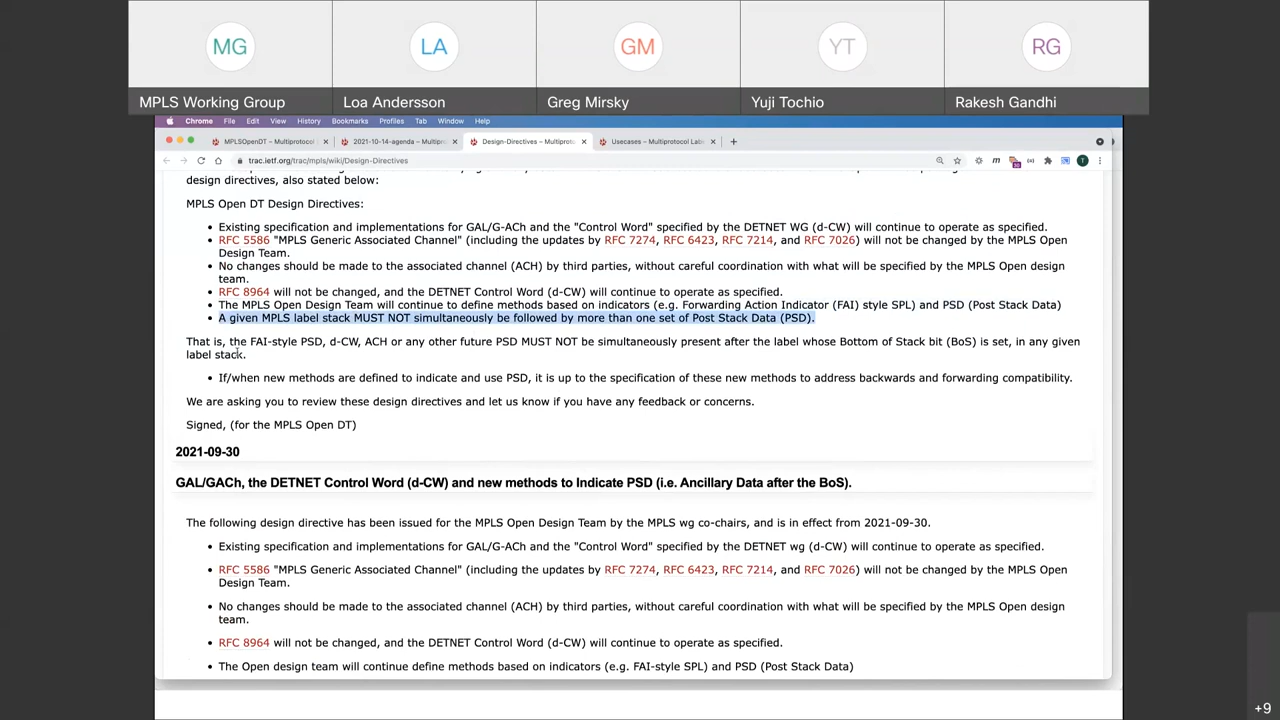 MG
LA
GM
YT
RG
MPLS Working Group
Loa Andersson
Greg Mirsky
Yuji Tochio
Rakesh Gandhi
Chrome File Edit View History Bookmarks Profiles Tab Window Help
MPLSOpenDT – Multiprotocol
2021-10-14-agenda – Multipr
Design-Directives – Multiproto
Usecases – Multiprotocol Lab
trac.ietf.org/trac/mpls/wiki/Design-Directives
design directives, also stated below:
MPLS Open DT Design Directives:
• Existing specification and implementations for GAL/G-ACh and the "Control Word" specified by the DETNET WG (d-CW) will continue to operate as specified.
• RFC 5586 "MPLS Generic Associated Channel" (including the updates by RFC 7274, RFC 6423, RFC 7214, and RFC 7026) will not be changed by the MPLS Open
Design Team.
• No changes should be made to the associated channel (ACH) by third parties, without careful coordination with what will be specified by the MPLS Open design
team.
• RFC 8964 will not be changed, and the DETNET Control Word (d-CW) will continue to operate as specified.
• The MPLS Open Design Team will continue to define methods based on indicators (e.g. Forwarding Action Indicator (FAI) style SPL) and PSD (Post Stack Data)
• A given MPLS label stack MUST NOT simultaneously be followed by more than one set of Post Stack Data (PSD).
That is, the FAI-style PSD, d-CW, ACH or any other future PSD MUST NOT be simultaneously present after the label whose Bottom of Stack bit (BoS) is set, in any given
label stack.
• If/when new methods are defined to indicate and use PSD, it is up to the specification of these new methods to address backwards and forwarding compatibility.
We are asking you to review these design directives and let us know if you have any feedback or concerns.
Signed, (for the MPLS Open DT)
2021-09-30
GAL/GACh, the DETNET Control Word (d-CW) and new methods to Indicate PSD (i.e. Ancillary Data after the BoS).
The following design directive has been issued for the MPLS Open Design Team by the MPLS wg co-chairs, and is in effect from 2021-09-30.
• Existing specification and implementations for GAL/G-ACh and the "Control Word" specified by the DETNET wg (d-CW) will continue to operate as specified.
• RFC 5586 "MPLS Generic Associated Channel" (including the updates by RFC 7274, RFC 6423, RFC 7214, and RFC 7026) will not be changed by the MPLS Open
Design Team.
• No changes should be made to the associated channel (ACH) by third parties, without careful coordination with what will be specified by the MPLS Open design
team.
• RFC 8964 will not be changed, and the DETNET Control Word (d-CW) will continue to operate as specified.
• The Open design team will continue define methods based on indicators (e.g. FAI-style SPL) and PSD (Post Stack Data)
+9